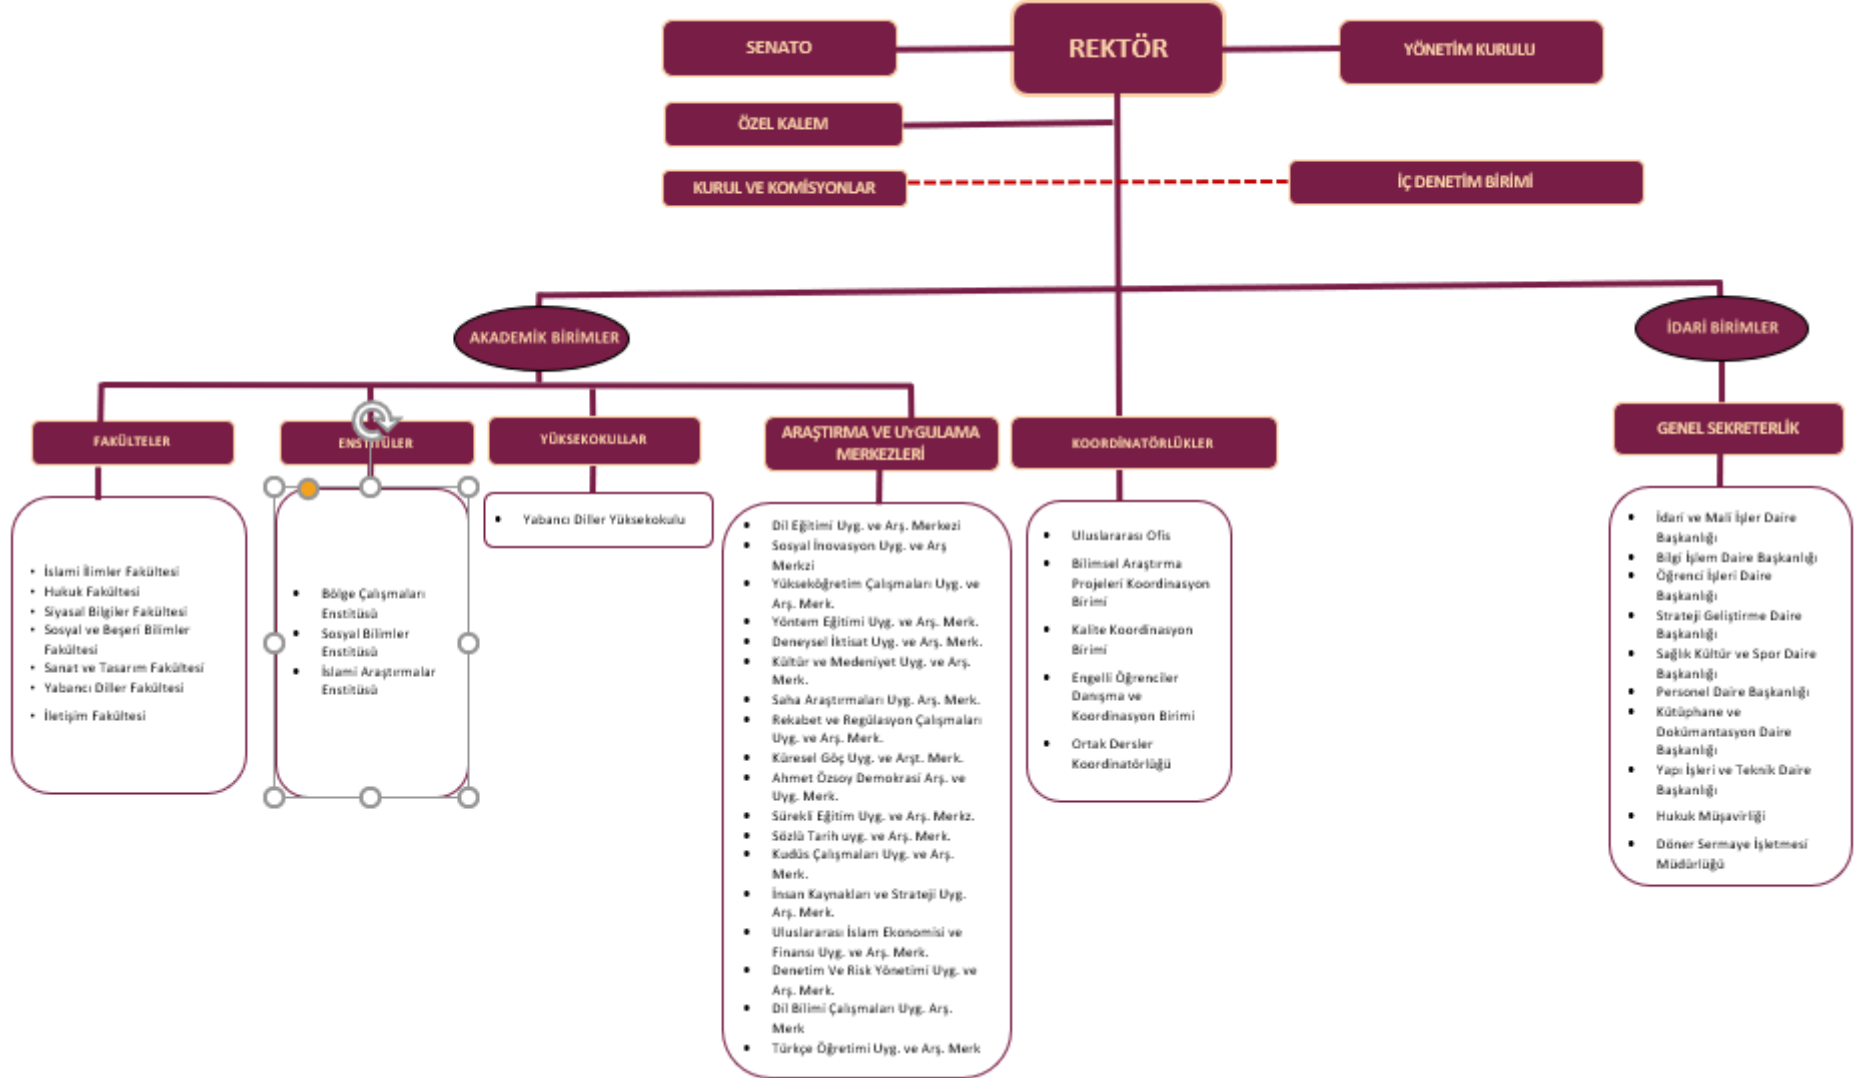 SENATO
REKTÖR
YÖNETİM KURULU
ÖZEL KALEM
KURUL VE KOMİSYONLAR
İÇ DENETİM BİRİMİ
AKADEMİK BİRİMLER
İDARİ BİRİMLER
FAKÜLTELER
• İslami İlimler Fakültesi
• Hukuk Fakültesi
• Siyasal Bilgiler Fakültesi
• Sosyal ve Beşeri Bilimler
Fakültesi
• Sanat ve Tasarım Fakültesi
• Yabancı Diller Fakültesi
• İletişim Fakültesi
ENSTİTÜLER
• Bölge Çalışmaları
Enstitüsü
• Sosyal Bilimler
Enstitüsü
• İslami Araştırmalar
Enstitüsü
YÜKSEKOKULLAR
• Yabancı Diller Yüksekokulu
ARAŞTIRMA VE UYGULAMA
MERKEZLERİ
• Dil Eğitimi Uyg. ve Arş. Merkezi
• Sosyal İnovasyon Uyg. ve Arş
Merkzi
• Yükseköğretim Çalışmaları Uyg. ve
Arş. Merk.
• Yöntem Eğitimi Uyg. ve Arş. Merk.
• Deneysel İktisat Uyg. ve Arş. Merk.
• Kültür ve Medeniyet Uyg. ve Arş.
Merk.
• Saha Araştırmaları Uyg. Arş. Merk.
• Rekabet ve Regülasyon Çalışmaları
Uyg. ve Arş. Merk.
• Küresel Göç Uyg. ve Arşt. Merk.
• Ahmet Özsoy Demokrasi Arş. ve
Uyg. Merk.
• Sürekli Eğitim Uyg. ve Arş. Merkz.
• Sözlü Tarih uyg. ve Arş. Merk.
• Kudüs Çalışmaları Uyg. ve Arş.
Merk.
• İnsan Kaynakları ve Strateji Uyg.
Arş. Merk.
• Uluslararası İslam Ekonomisi ve
Finansı Uyg. ve Arş. Merk.
• Denetim Ve Risk Yönetimi Uyg. ve
Arş. Merk.
• Dil Bilimi Çalışmaları Uyg. Arş.
Merk
• Türkçe Öğretimi Uyg. ve Arş. Merk
KOORDİNATÖRLÜKLER
• Uluslararası Ofis
• Bilimsel Araştırma
Projeleri Koordinasyon
Birimi
• Kalite Koordinasyon
Birimi
• Engelli Öğrenciler
Danışma ve
Koordinasyon Birimi
• Ortak Dersler
Koordinatörlüğü
GENEL SEKRETERLİK
• İdari ve Mali İşler Daire
Başkanlığı
• Bilgi İşlem Daire Başkanlığı
• Öğrenci İşleri Daire
Başkanlığı
• Strateji Geliştirme Daire
Başkanlığı
• Sağlık Kültür ve Spor Daire
Başkanlığı
• Personel Daire Başkanlığı
• Kütüphane ve
Dokümantasyon Daire
Başkanlığı
• Yapı İşleri ve Teknik Daire
Başkanlığı
• Hukuk Müşavirliği
• Döner Sermaye İşletmesi
Müdürlüğü